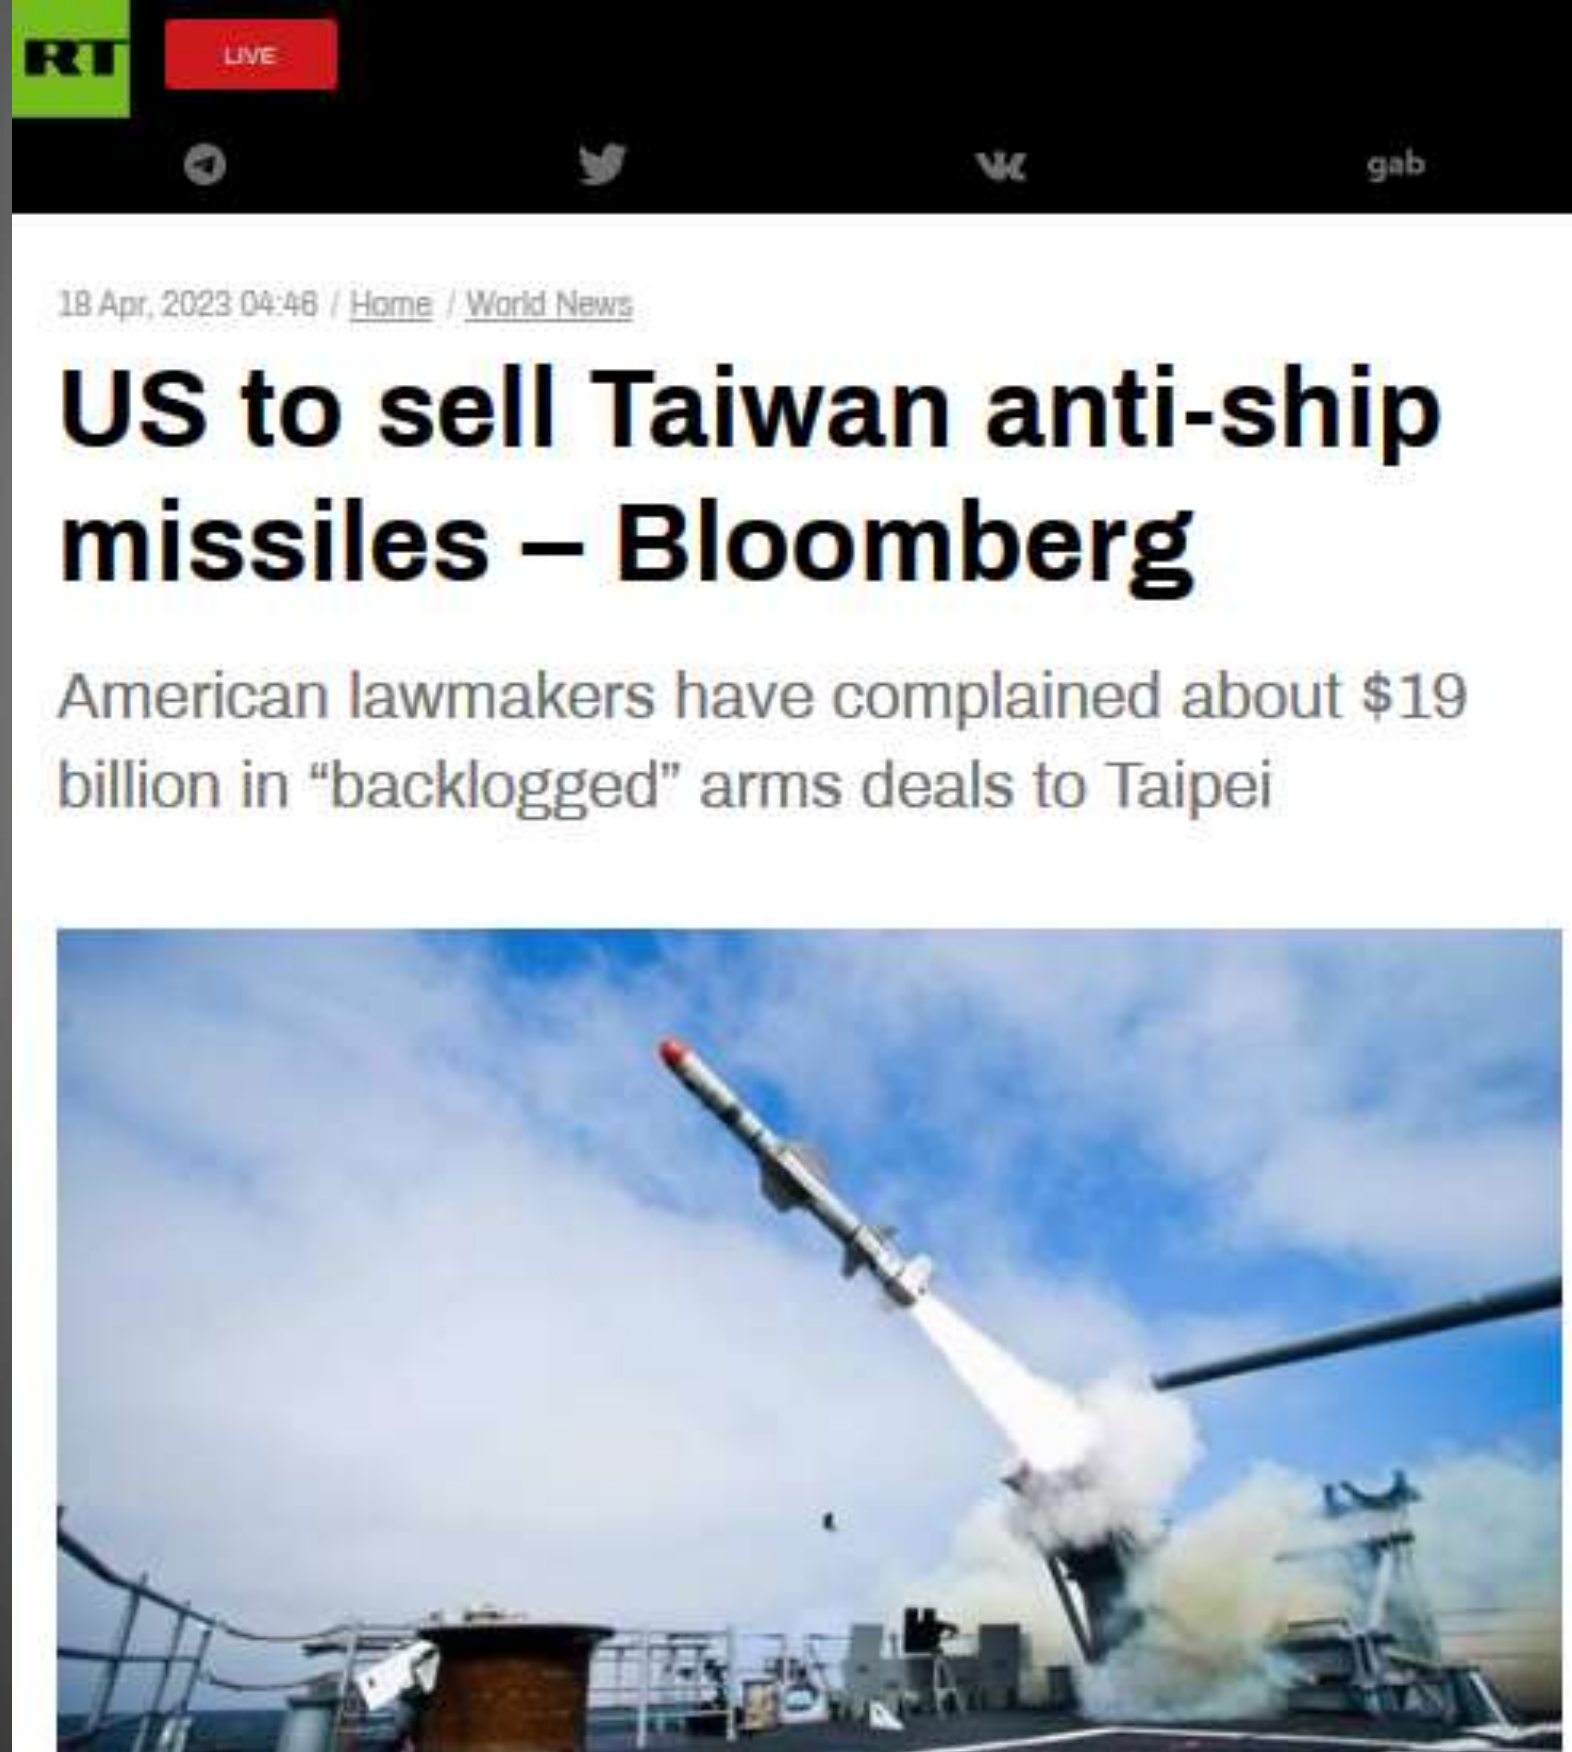 RT
LIVE
gab
18 Apr, 2023 04:46 / Home / World News
US to sell Taiwan anti-ship
missiles – Bloomberg
American lawmakers have complained about $19
billion in “backlogged” arms deals to Taipei